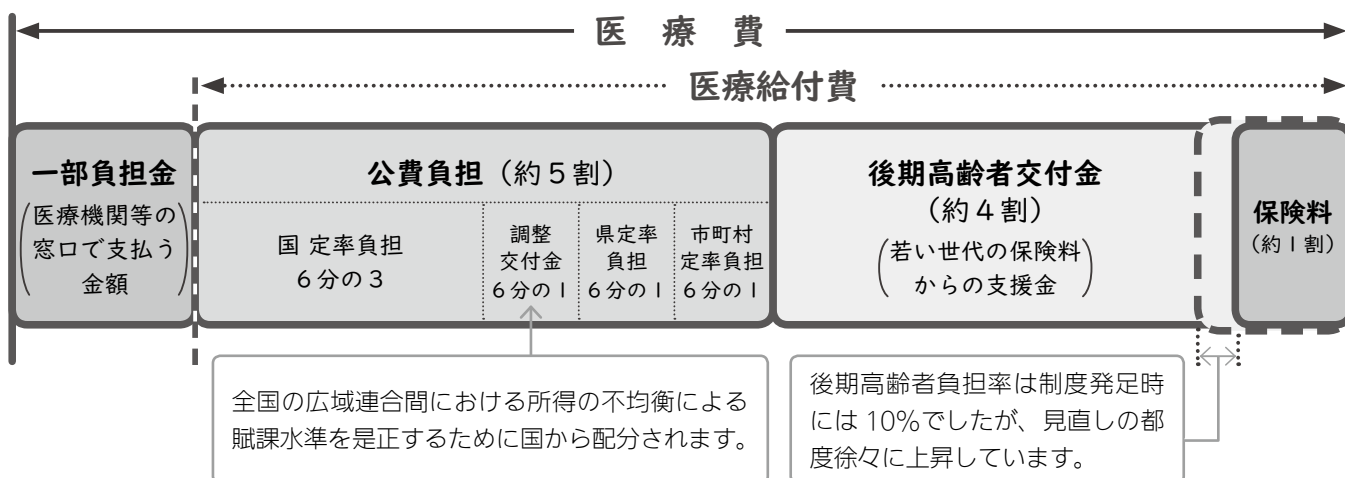 医療費
医療給付費
一部負担金
(医療機関等の
窓口で支払う
金額)
公費負担（約５割）
国 定率負担
６分の３
調整
交付金
６分の１
県定率
負担
６分の１
市町村
定率負担
６分の１
後期高齢者交付金
（約４割）
(若い世代の保険料
からの支援金)
保険料
（約１割）
全国の広域連合間における所得の不均衡による
賦課水準を是正するために国から配分されます。
後期高齢者負担率は制度発足時
には 10％でしたが、見直しの都
度徐々に上昇しています。